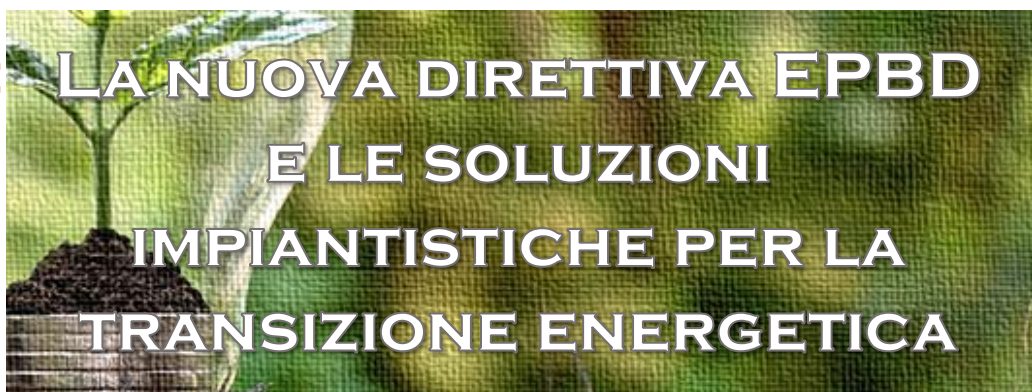 La nuova direttiva EPBD
e le soluzioni
impiantistiche per la
transizione energetica